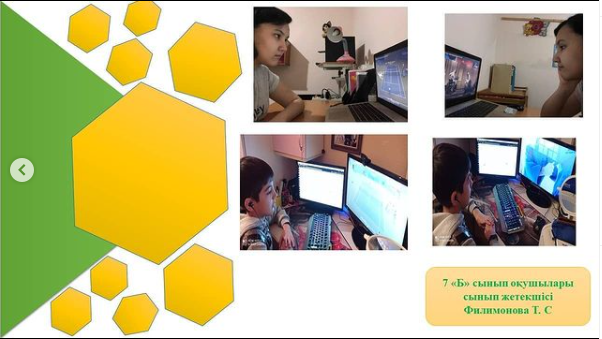 7 «Б» сынып оқушылары
сынып жетекшісі
Филимонова Т. С